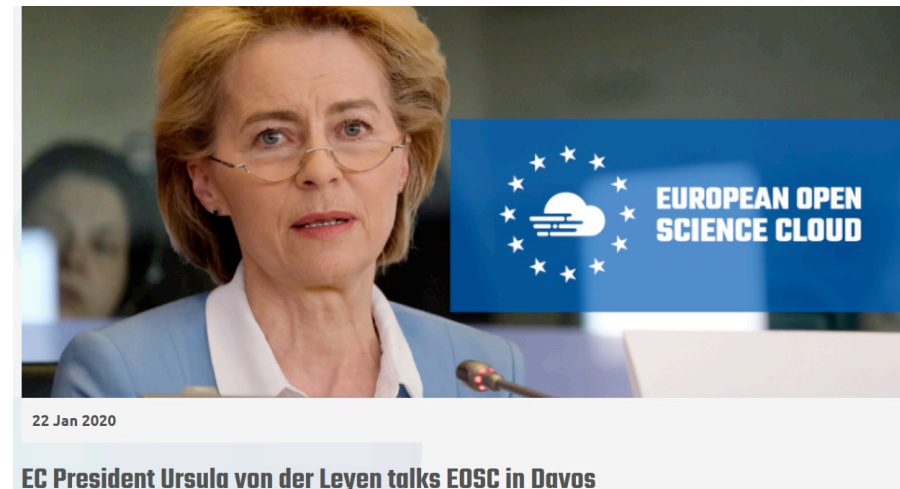 EUROPEAN OPEN
SCIENCE CLOUD
22 Jan 2020
EC President Ursula von der Leyen talks EOSC in Davos